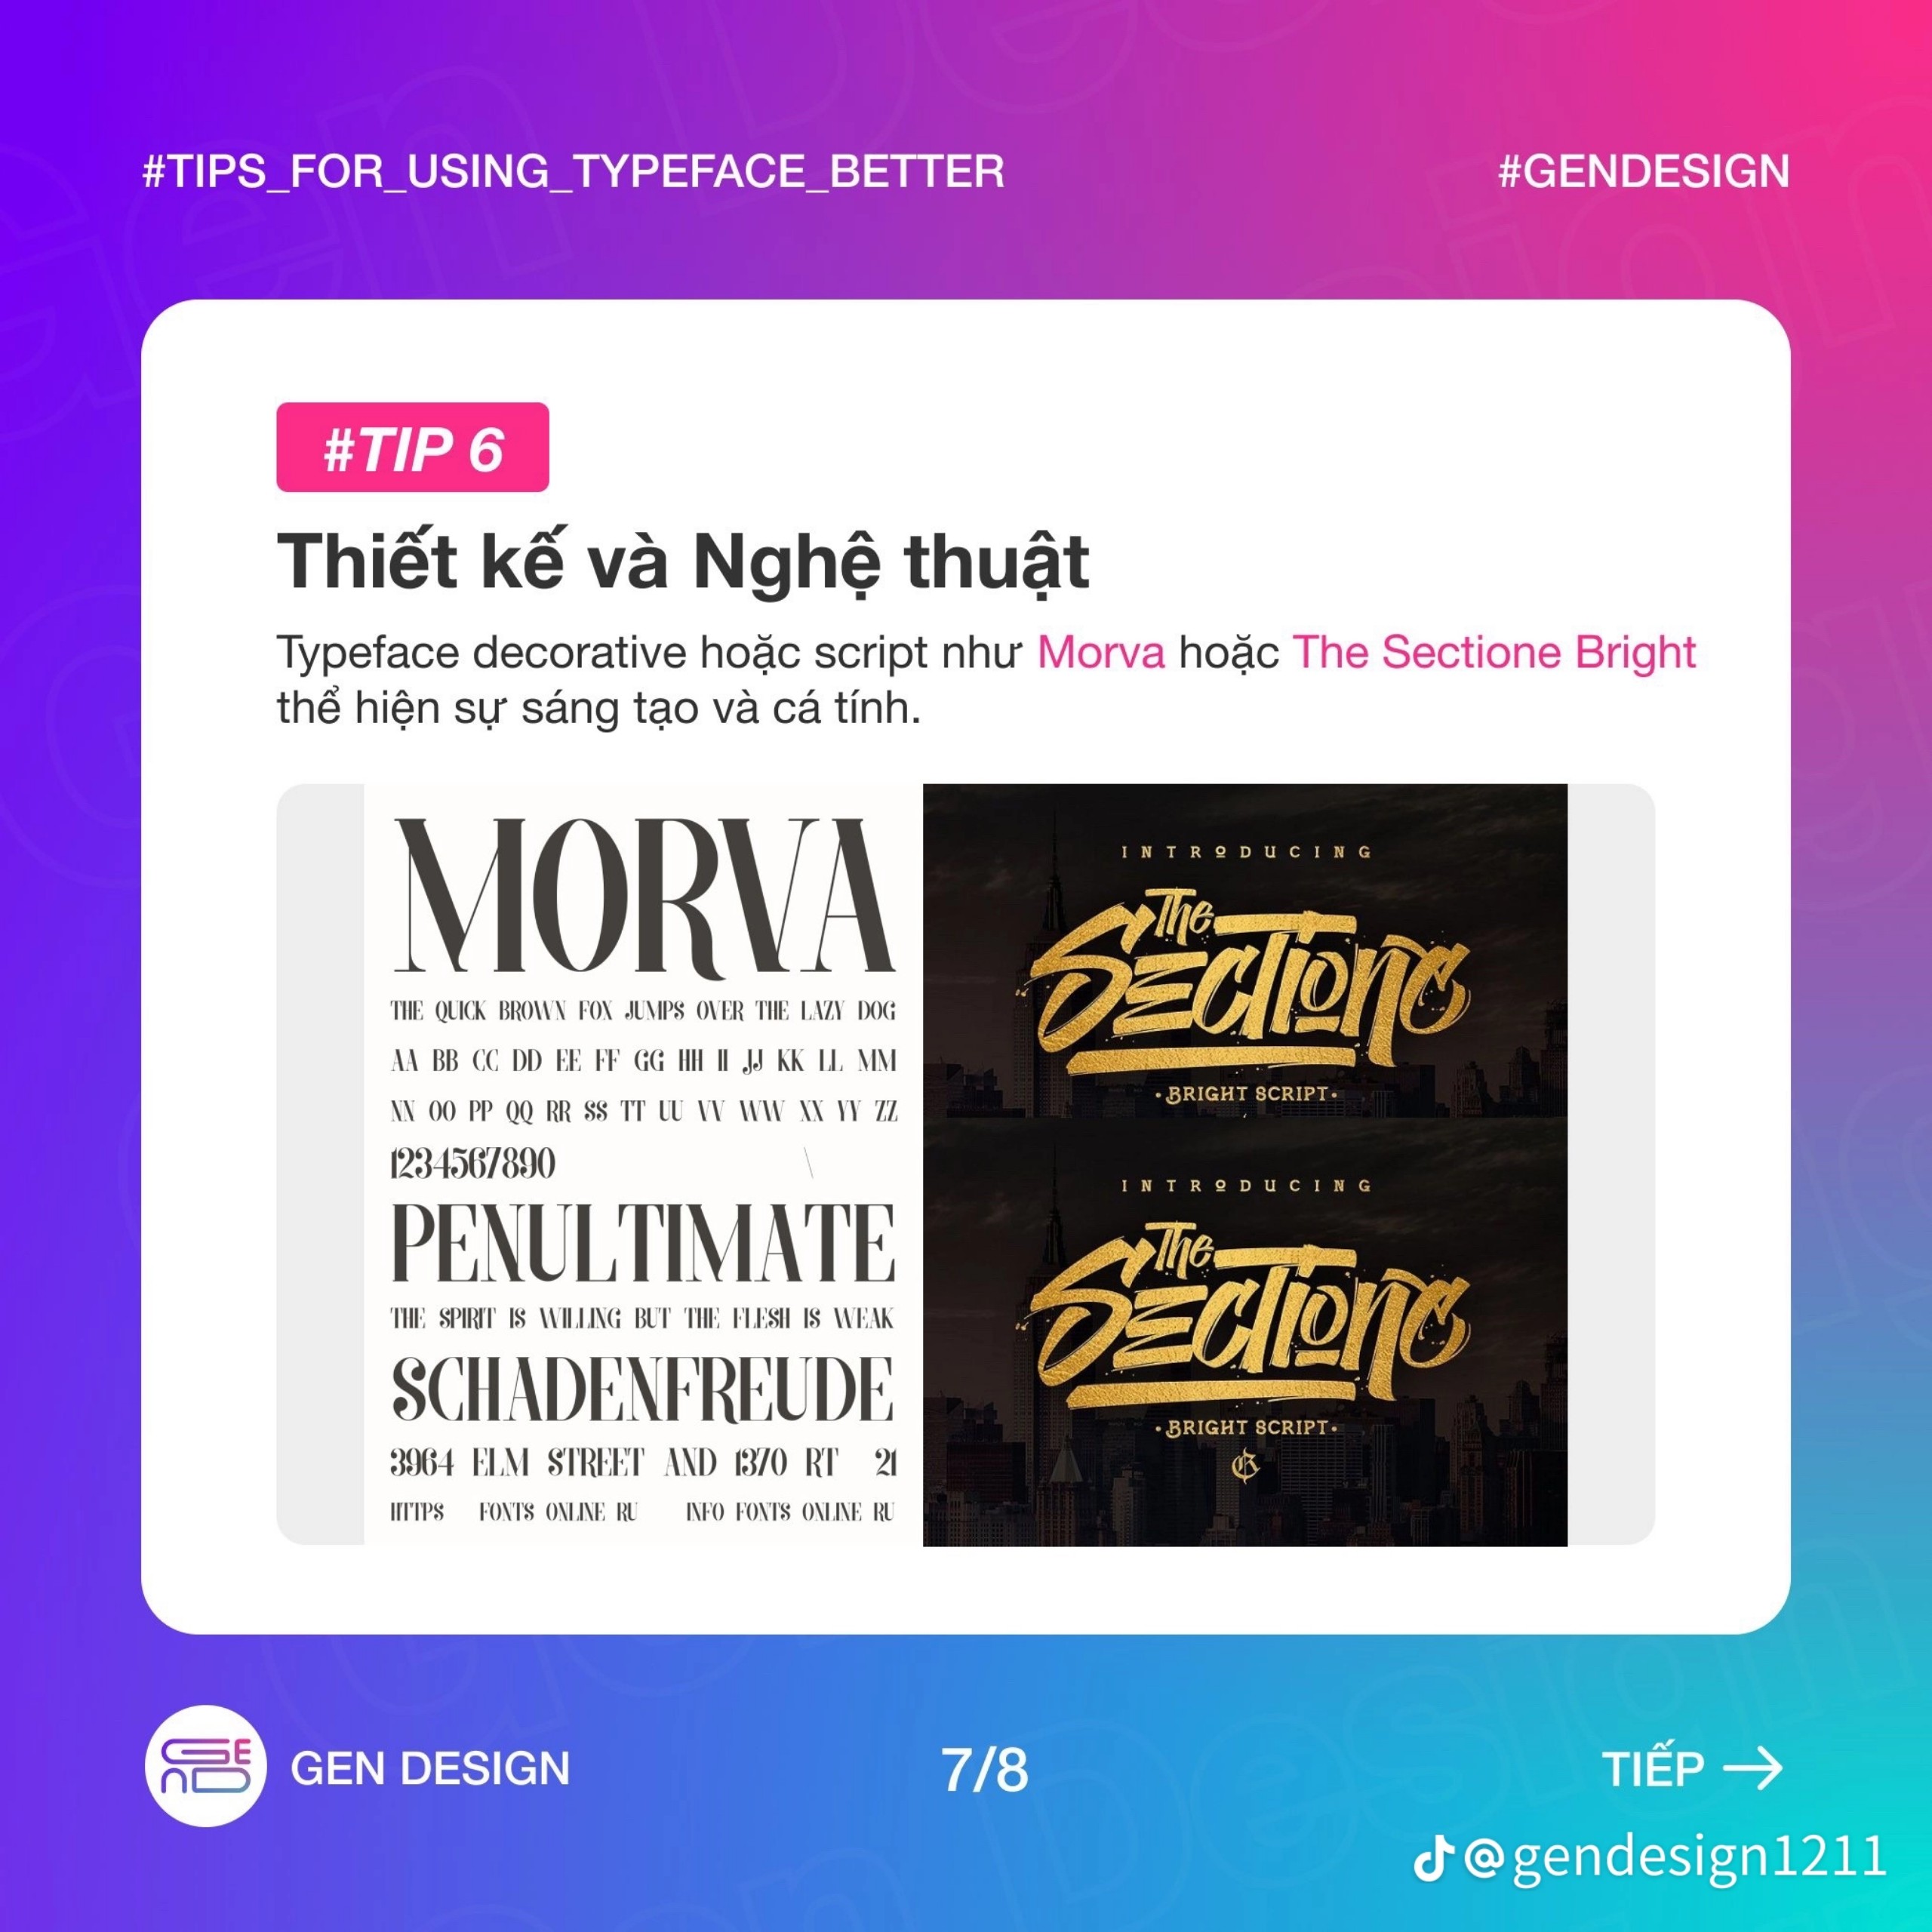 #TIPS_FOR_USING_TYPEFACE_BETTER
#GENDESIGN
#TIP 6
Thiết kế và Nghệ thuật
Typeface decorative hoặc script như Morva hoặc The Sectione Bright
thể hiện sự sáng tạo và cá tính.
MORVA
THE QUICK BROWN FOX JUMPS OVER THE LAZY DOG
AA BB CC DD EE FF GG HH II JJ KK LL MM
NN OO PP QQ RR SS TT UU VV WW XX YY ZZ
1234567890 \
PENULTIMATE
THE SPIRIT IS WILLING BUT THE FLESH IS WEAK
SCHADENFREUDE
3964 ELM STREET AND 1370 RT 21
HTTPS FONTS ONLINE RU INFO FONTS ONLINE RU
INTRODUCING
The
Sectione
•BRIGHT SCRIPT•
INTRODUCING
The
Sectione
•BRIGHT SCRIPT•
GEN DESIGN
7/8
TIẾP →
@gendesign1211